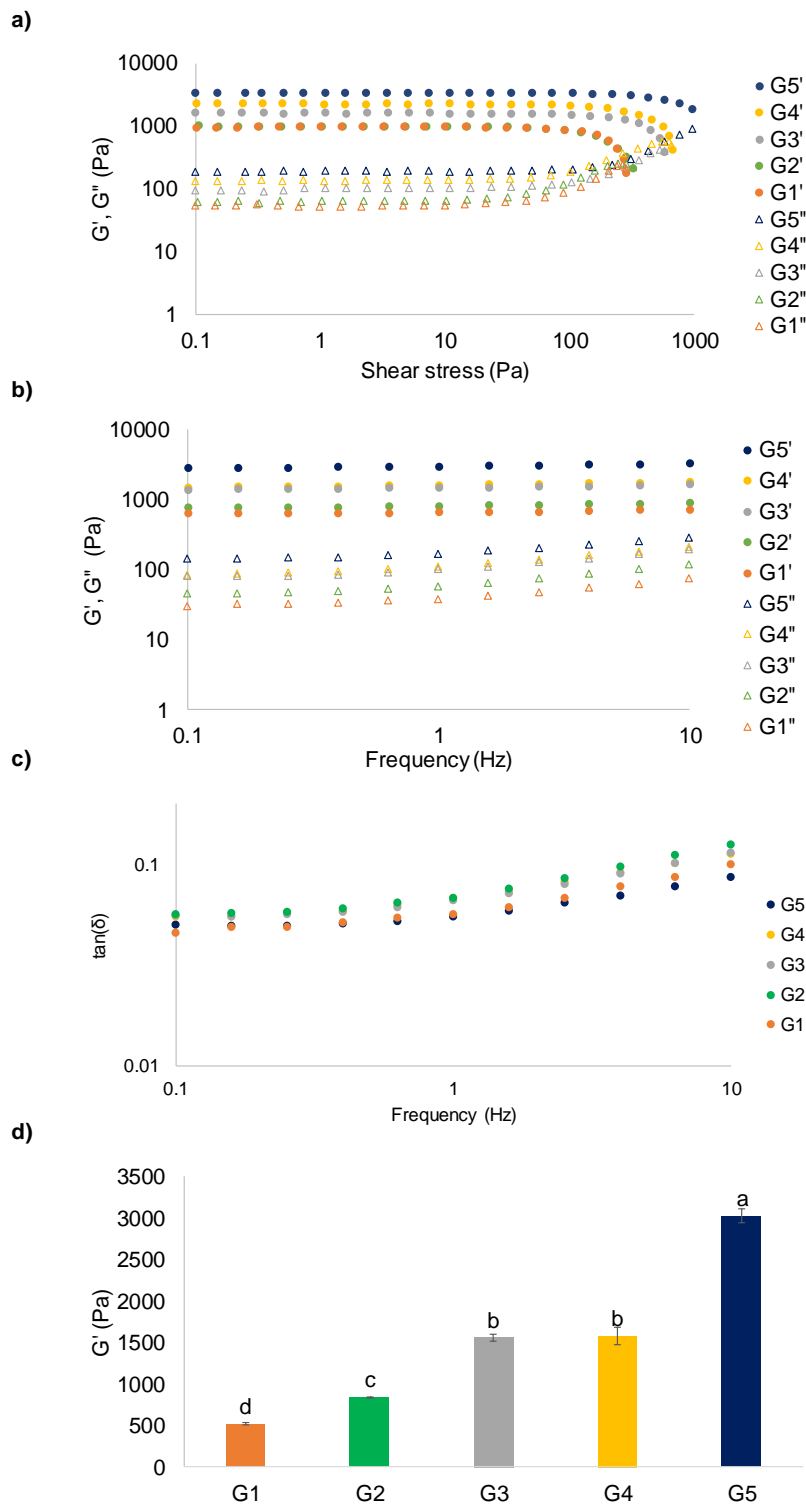 a)
10000
1000
100
10
1
G', G" (Pa)
0.1 1 10 100 1000
Shear stress (Pa)
G5'
G4'
G3'
G2'
G1'
G5"
G4"
G3"
G2"
G1"
b)
10000
1000
100
10
1
G', G" (Pa)
0.1 1 10
Frequency (Hz)
G5'
G4'
G3'
G2'
G1'
G5"
G4"
G3"
G2"
G1"
c)
0.1
0.01
tan(δ)
0.1 1 10
Frequency (Hz)
G5
G4
G3
G2
G1
d)
3500
3000
2500
2000
1500
1000
500
0
G' (Pa)
d c b b a
G1 G2 G3 G4 G5